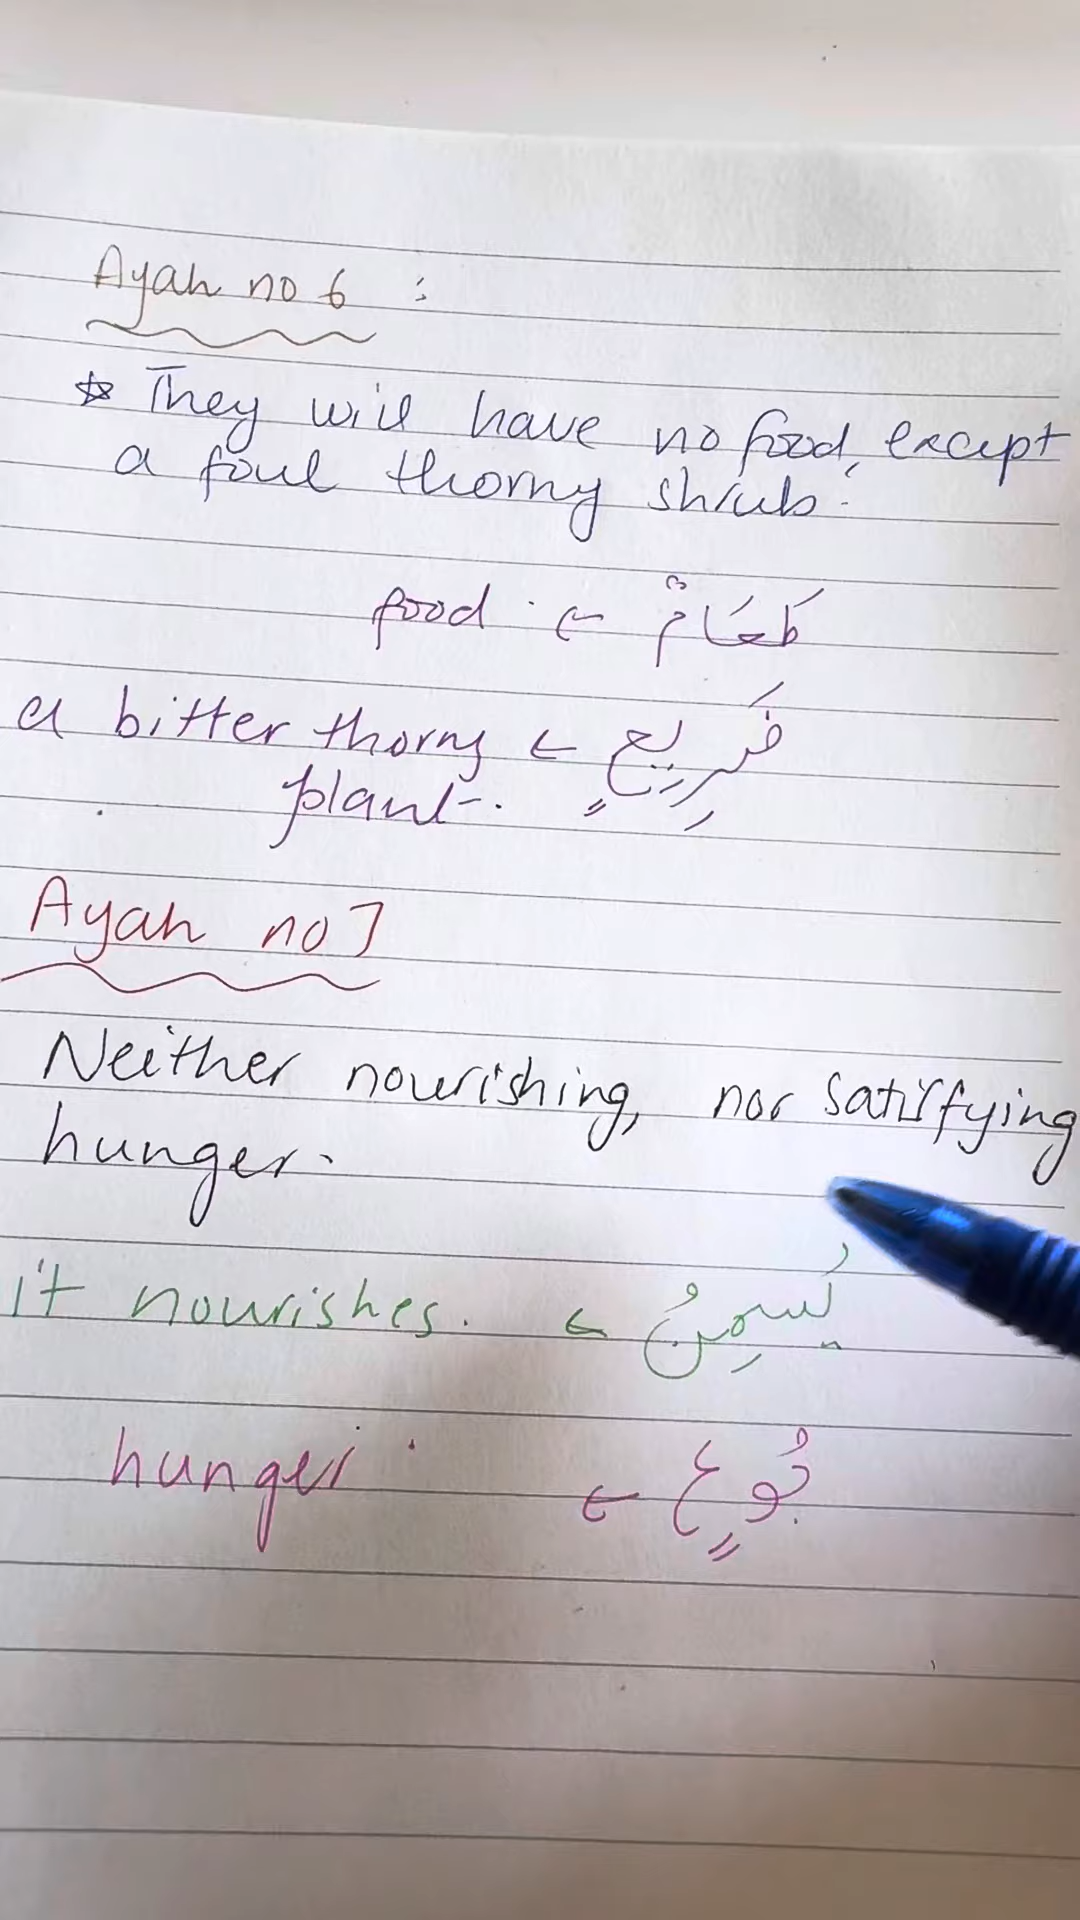 Ayah no 6 :
☆ They will have no food, except
a foul thorny shrub.
food ← طَعَامٌ
a bitter thorny ← ضَرِيعٍ
plant.
Ayah no 7
Neither nourishing, nor satisfying
hunger.
it nourishes. ← يُسمِنُ
hunger ← جُوعٍ